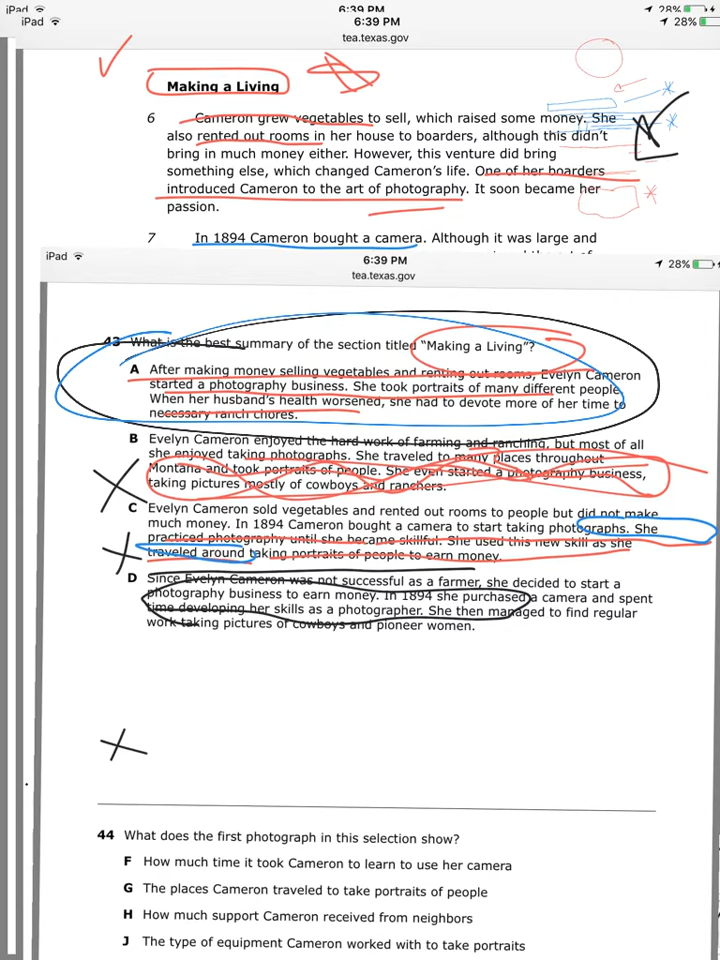 iPad 6:39 PM 28%
iPad 6:39 PM 28%
tea.texas.gov
Making a Living
6 Cameron grew vegetables to sell, which raised some money. She
also rented out rooms in her house to boarders, although this didn't
bring in much money either. However, this venture did bring
something else, which changed Cameron's life. One of her boarders
introduced Cameron to the art of photography. It soon became her
passion.
7 In 1894 Cameron bought a camera. Although it was large and
iPad 6:39 PM 28%
tea.texas.gov
43 What is the best summary of the section titled "Making a Living"?
A After making money selling vegetables and renting out rooms, Evelyn Cameron
started a photography business. She took portraits of many different people.
When her husband's health worsened, she had to devote more of her time to
necessary ranch chores.
B Evelyn Cameron enjoyed the hard work of farming and ranching, but most of all
she enjoyed taking photographs. She traveled to many places throughout
Montana and took portraits of people. She even started a photography business,
taking pictures mostly of cowboys and ranchers.
C Evelyn Cameron sold vegetables and rented out rooms to people but did not make
much money. In 1894 Cameron bought a camera to start taking photographs. She
practiced photography until she became skillful. She used this new skill as she
traveled around taking portraits of people to earn money.
D Since Evelyn Cameron was not successful as a farmer, she decided to start a
photography business to earn money. In 1894 she purchased a camera and spent
time developing her skills as a photographer. She then managed to find regular
work taking pictures of cowboys and pioneer women.
44 What does the first photograph in this selection show?
F How much time it took Cameron to learn to use her camera
G The places Cameron traveled to take portraits of people
H How much support Cameron received from neighbors
J The type of equipment Cameron worked with to take portraits